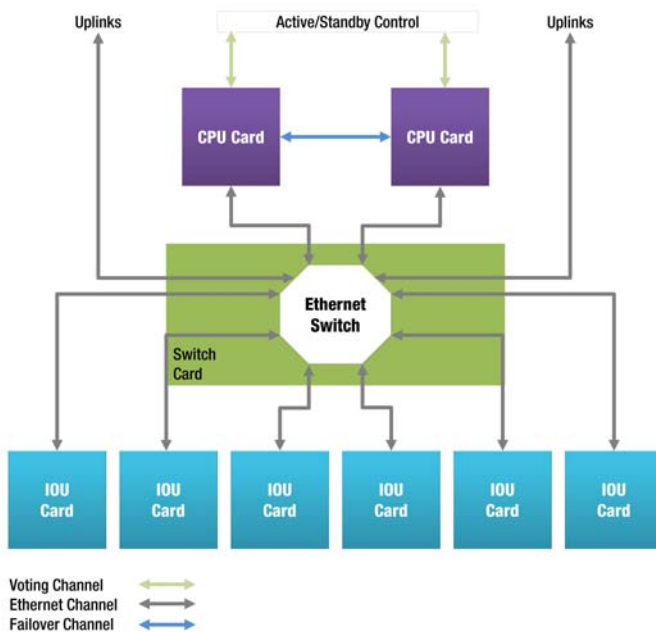 Uplinks
Active/Standby Control
Uplinks
CPU Card
CPU Card
Ethernet
Switch
Switch
Card
IOU
Card
IOU
Card
IOU
Card
IOU
Card
IOU
Card
IOU
Card
Voting Channel
Ethernet Channel
Failover Channel